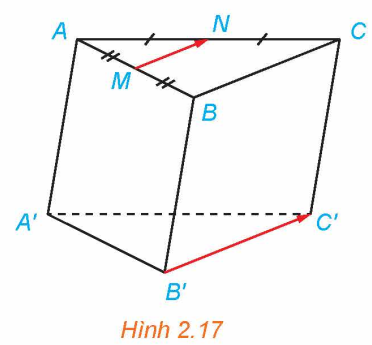 A N C
M
B
A' C'
B'
Hình 2.17